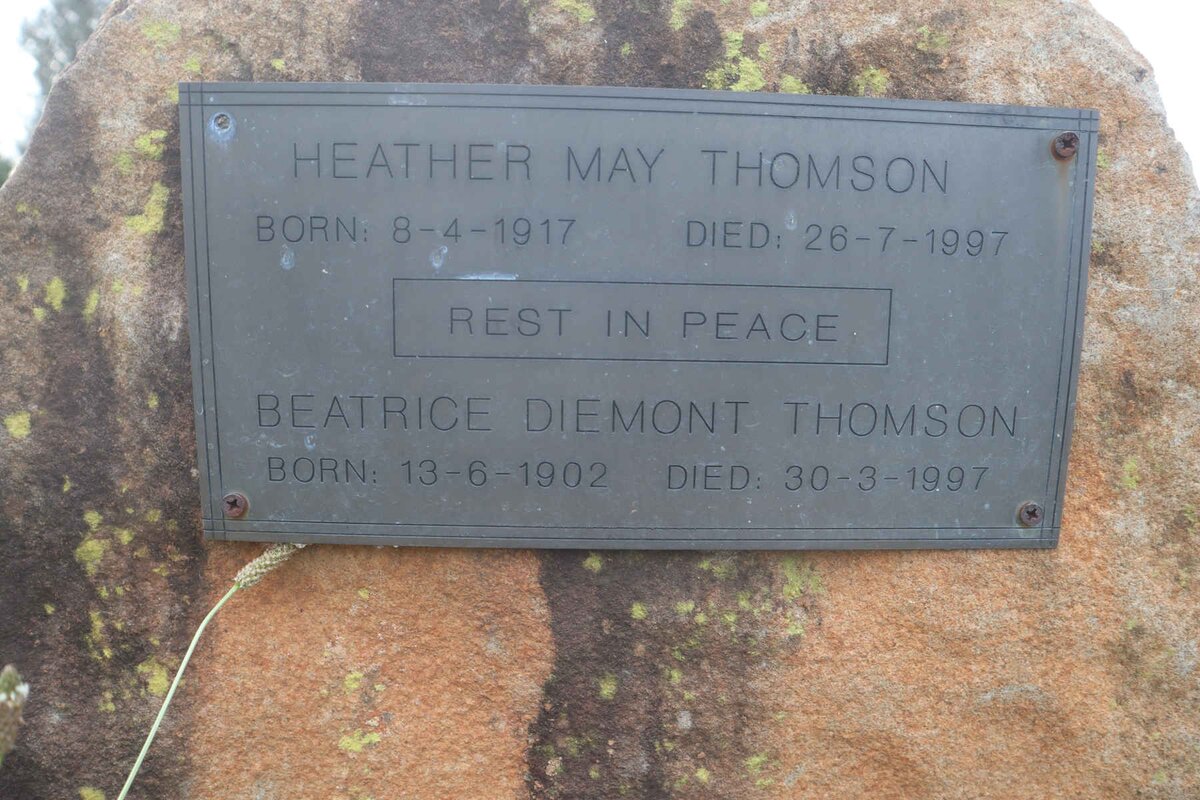 HEATHER MAY THOMSON
BORN: 8-4-1917 DIED: 26-7-1997
REST IN PEACE
BEATRICE DIEMONT THOMSON
BORN: 13-6-1902 DIED: 30-3-1997